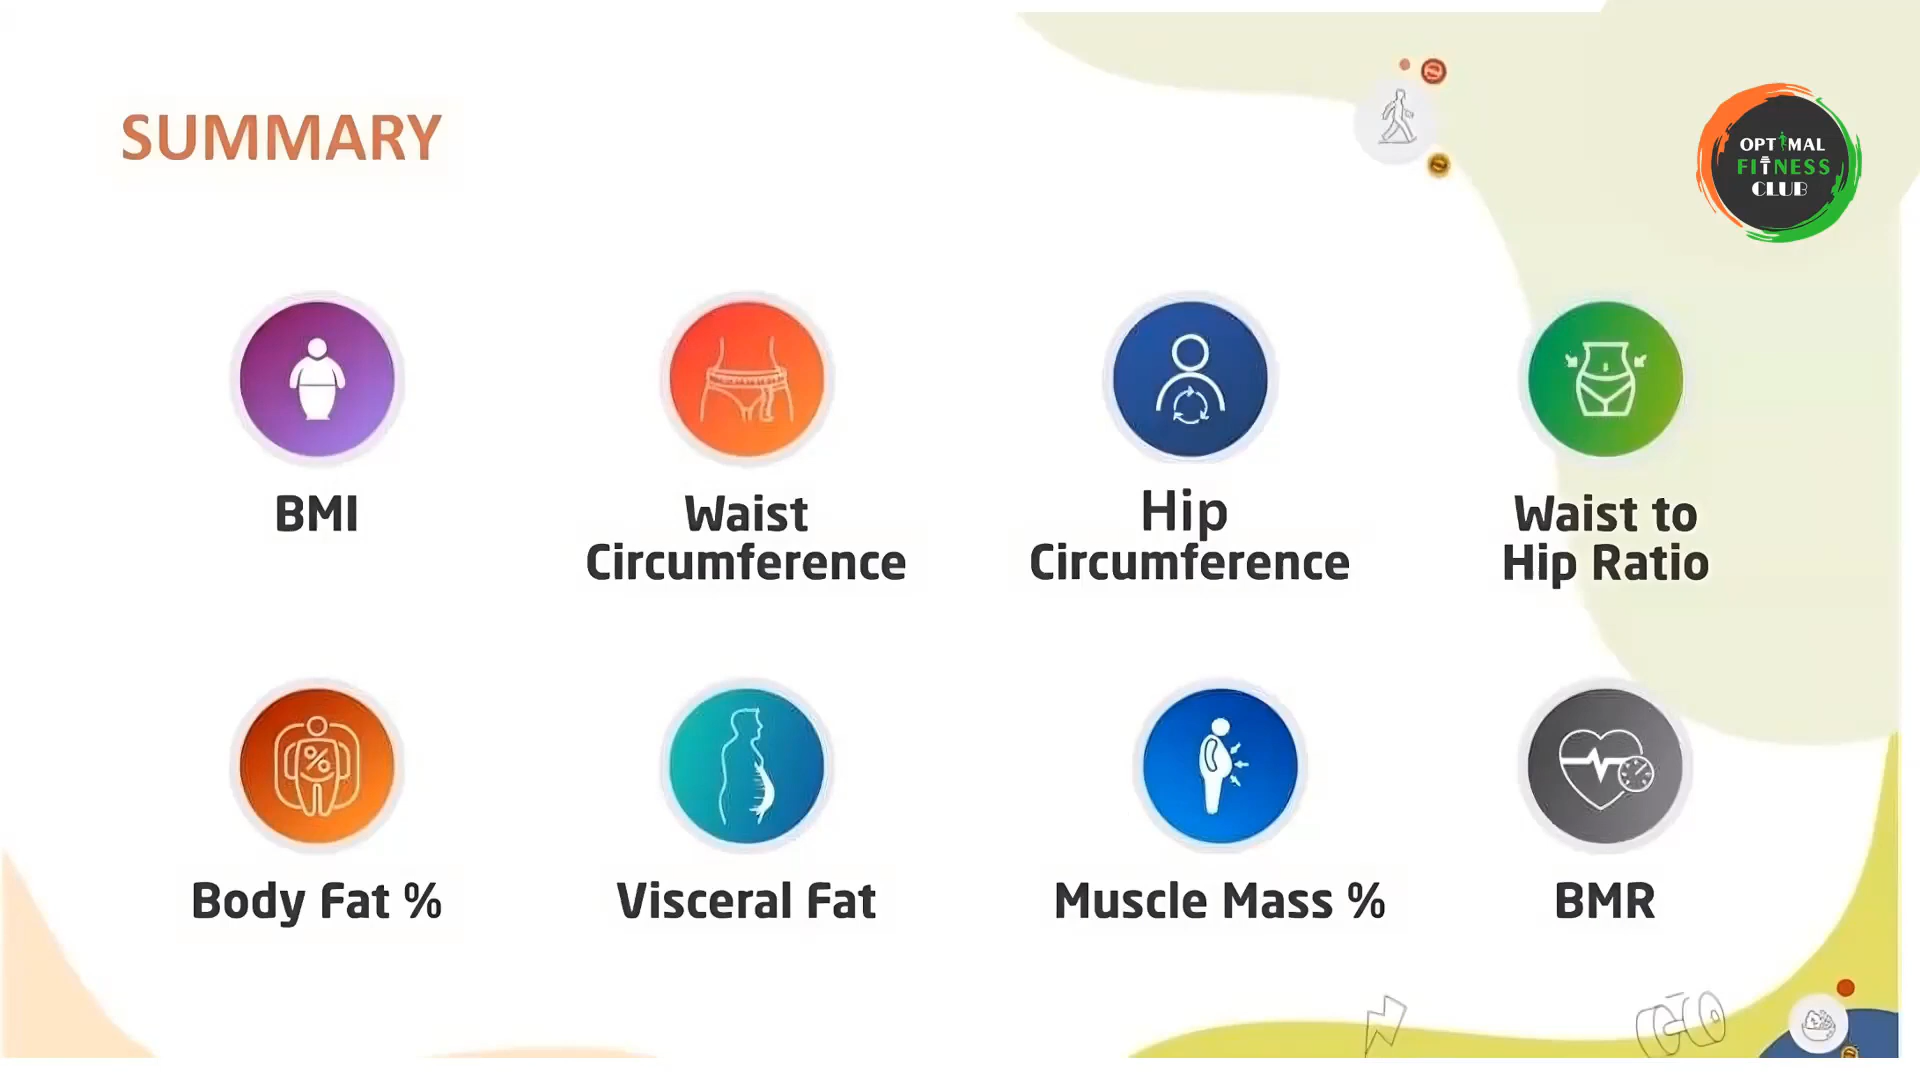 SUMMARY
OPTIMAL
FITNESS
CLUB
BMI
Waist
Circumference
Hip
Circumference
Waist to
Hip Ratio
Body Fat %
Visceral Fat
Muscle Mass %
BMR